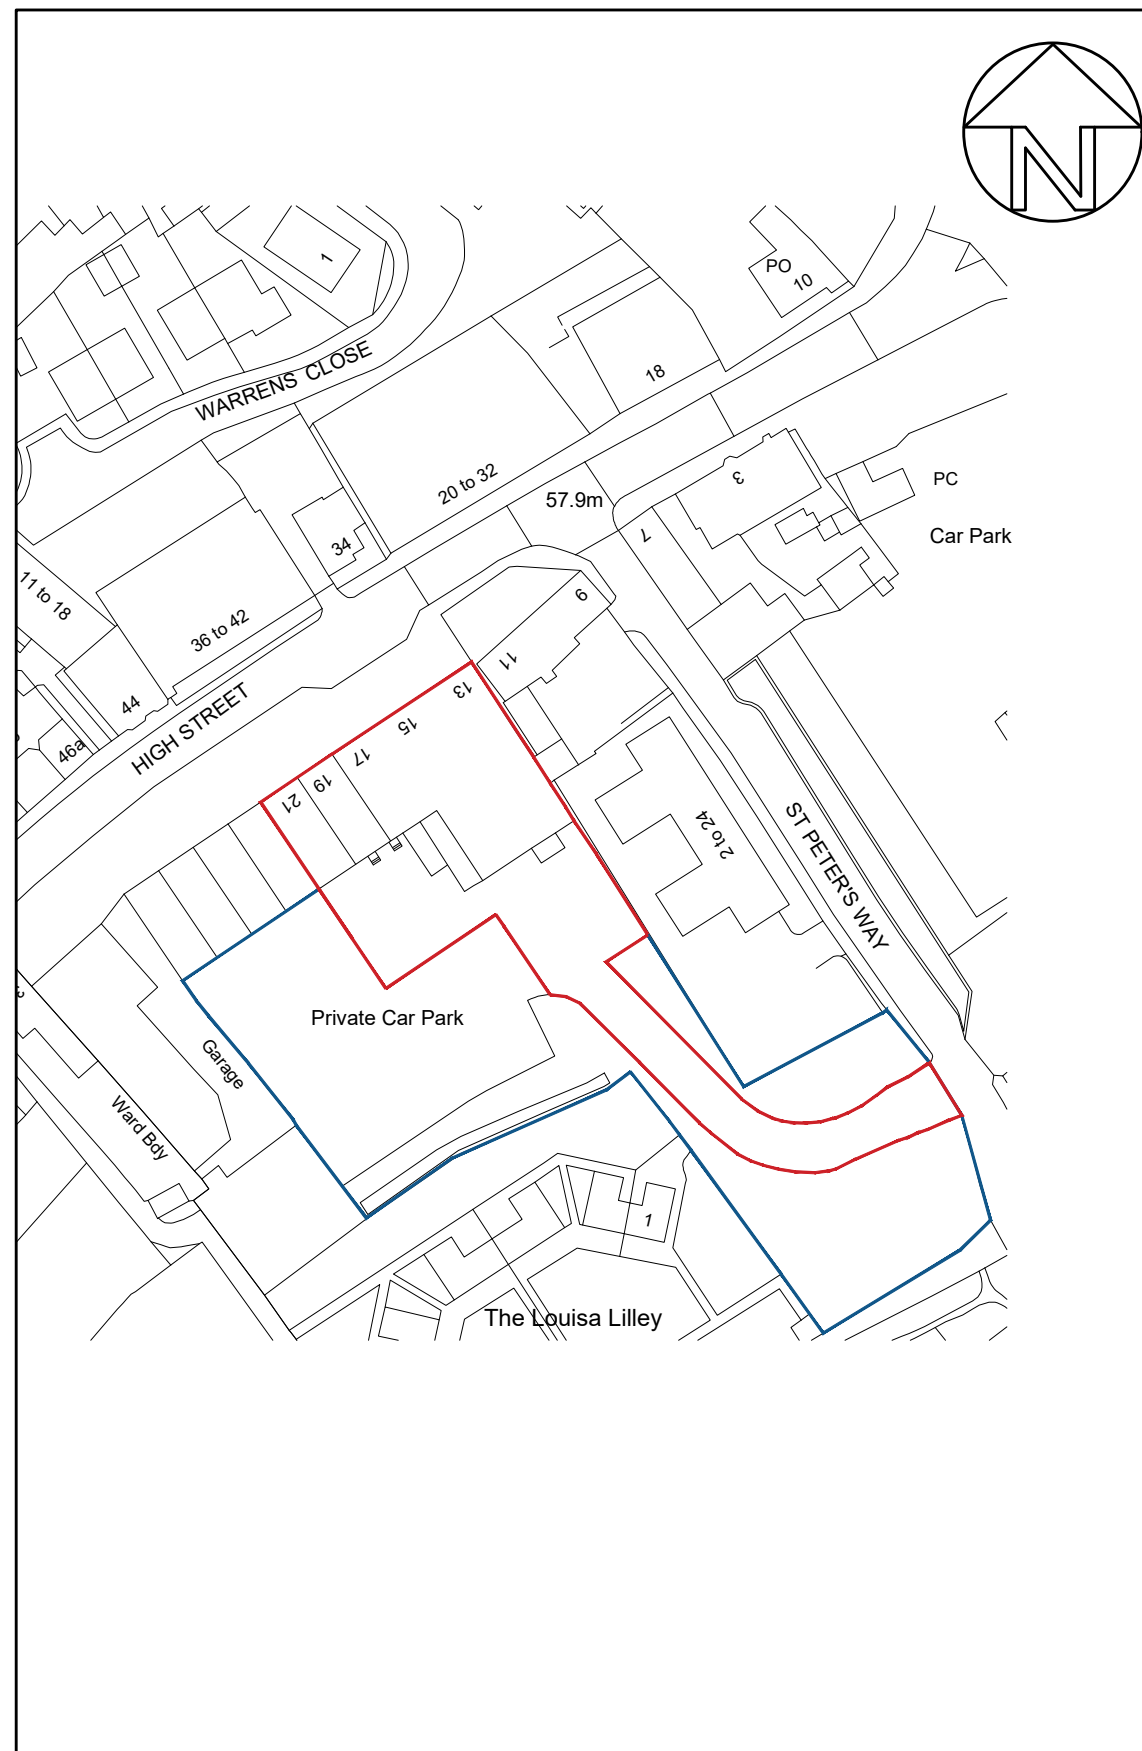 N
1
PO
10
WARRENS CLOSE
18
20 to 32
57.9m
3
PC
7
Car Park
34
11 to 18
9
36 to 42
11
13
44
15
HIGH STREET
46a
17
19
21
2 to 24
ST PETER'S WAY
Private Car Park
Garage
Ward Bdy
1
The Louisa Lilley